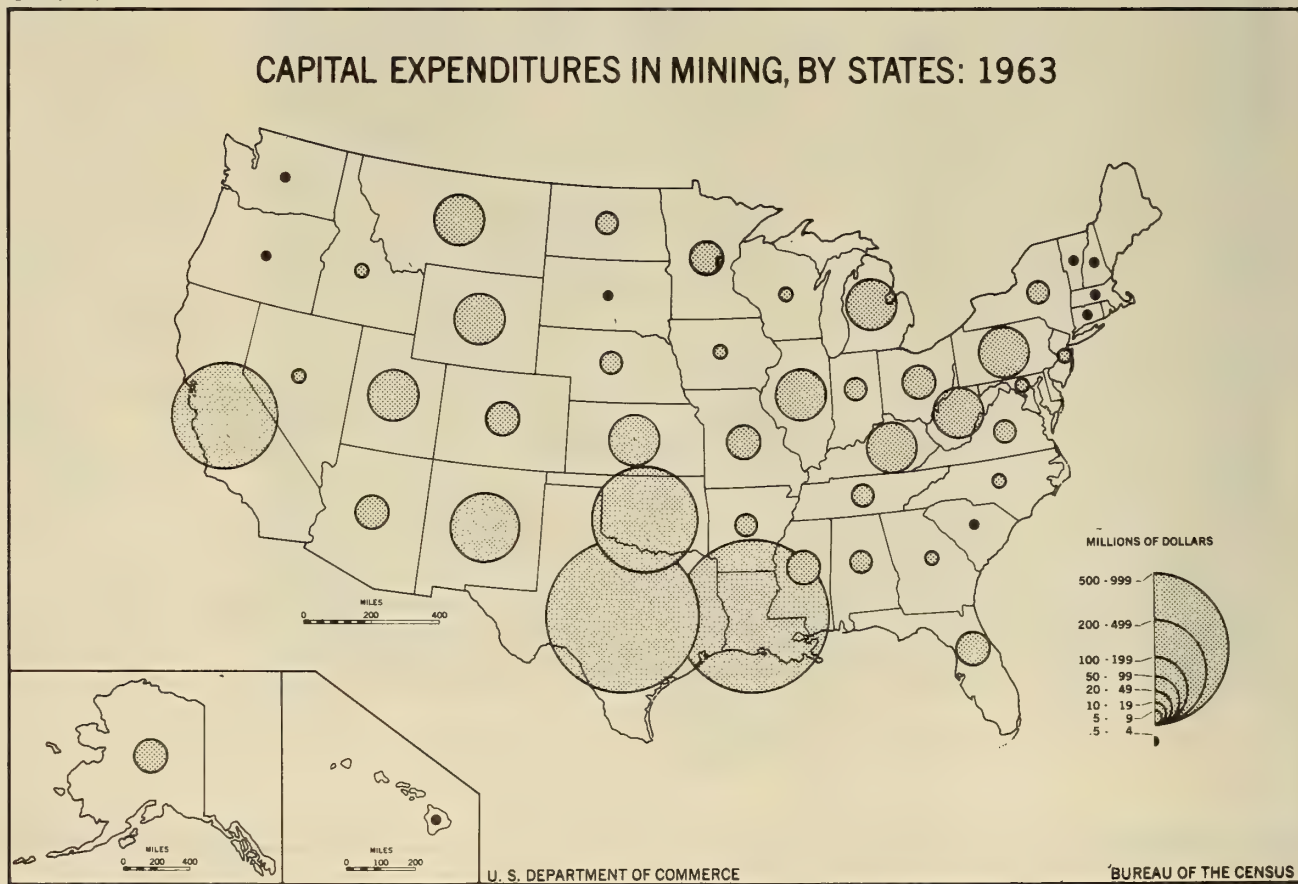 CAPITAL EXPENDITURES IN MINING, BY STATES: 1963
MILLIONS OF DOLLARS
500 - 999
200 - 499
100 - 199
50 - 99
20 - 49
10 - 19
5 - 9
.5 - 4
MILES
0 200 400
MILES
0 200 400
MILES
0 100 200
U. S. DEPARTMENT OF COMMERCE
BUREAU OF THE CENSUS